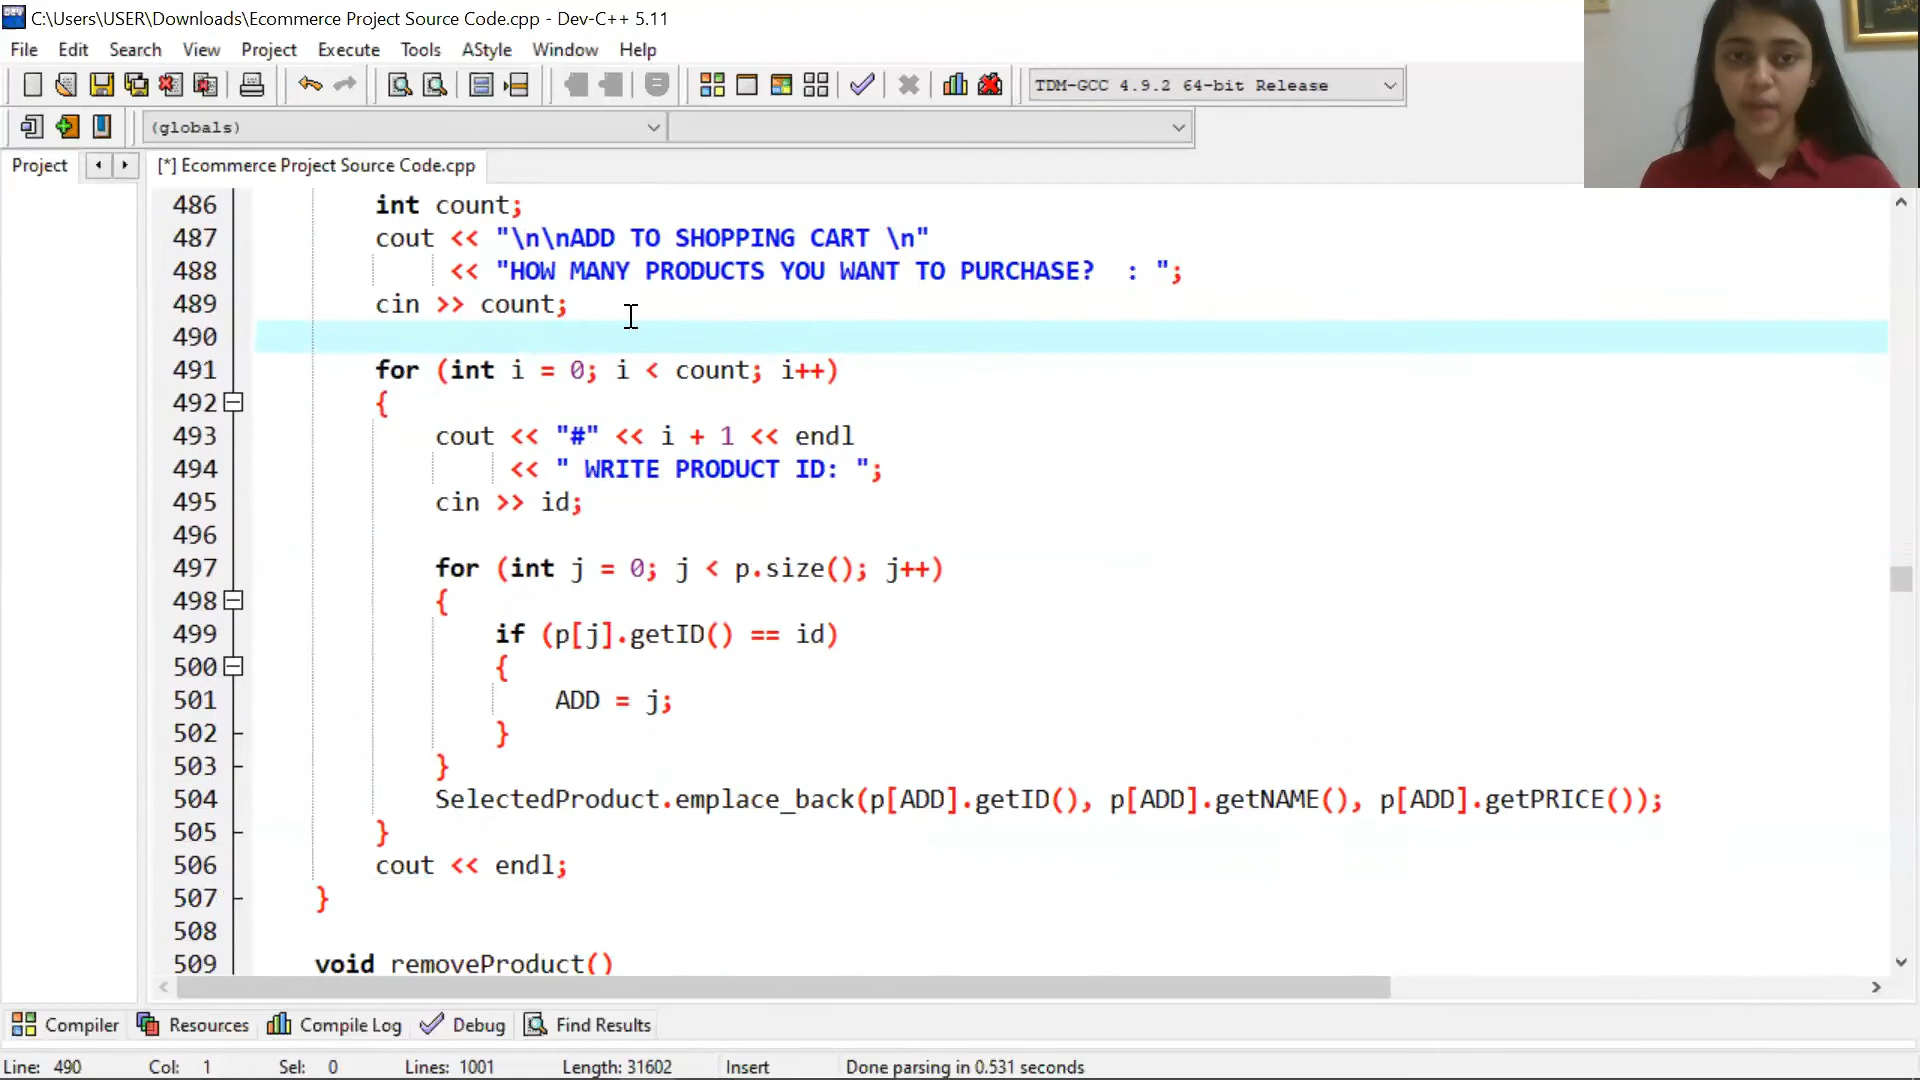 C:\Users\USER\Downloads\Ecommerce Project Source Code.cpp - Dev-C++ 5.11
File Edit Search View Project Execute Tools AStyle Window Help
TDM-GCC 4.9.2 64-bit Release
(globals)
Project [*] Ecommerce Project Source Code.cpp
486 int count;
487 cout << "\n\nADD TO SHOPPING CART \n"
488 << "HOW MANY PRODUCTS YOU WANT TO PURCHASE?  : ";
489 cin >> count;
490
491 for (int i = 0; i < count; i++)
492 {
493 cout << "#" << i + 1 << endl
494 << " WRITE PRODUCT ID: ";
495 cin >> id;
496
497 for (int j = 0; j < p.size(); j++)
498 {
499 if (p[j].getID() == id)
500 {
501 ADD = j;
502 }
503 }
504 SelectedProduct.emplace_back(p[ADD].getID(), p[ADD].getNAME(), p[ADD].getPRICE());
505 }
506 cout << endl;
507 }
508
509 void removeProduct()
Compiler Resources Compile Log Debug Find Results
Line: 490 Col: 1 Sel: 0 Lines: 1001 Length: 31602 Insert Done parsing in 0.531 seconds